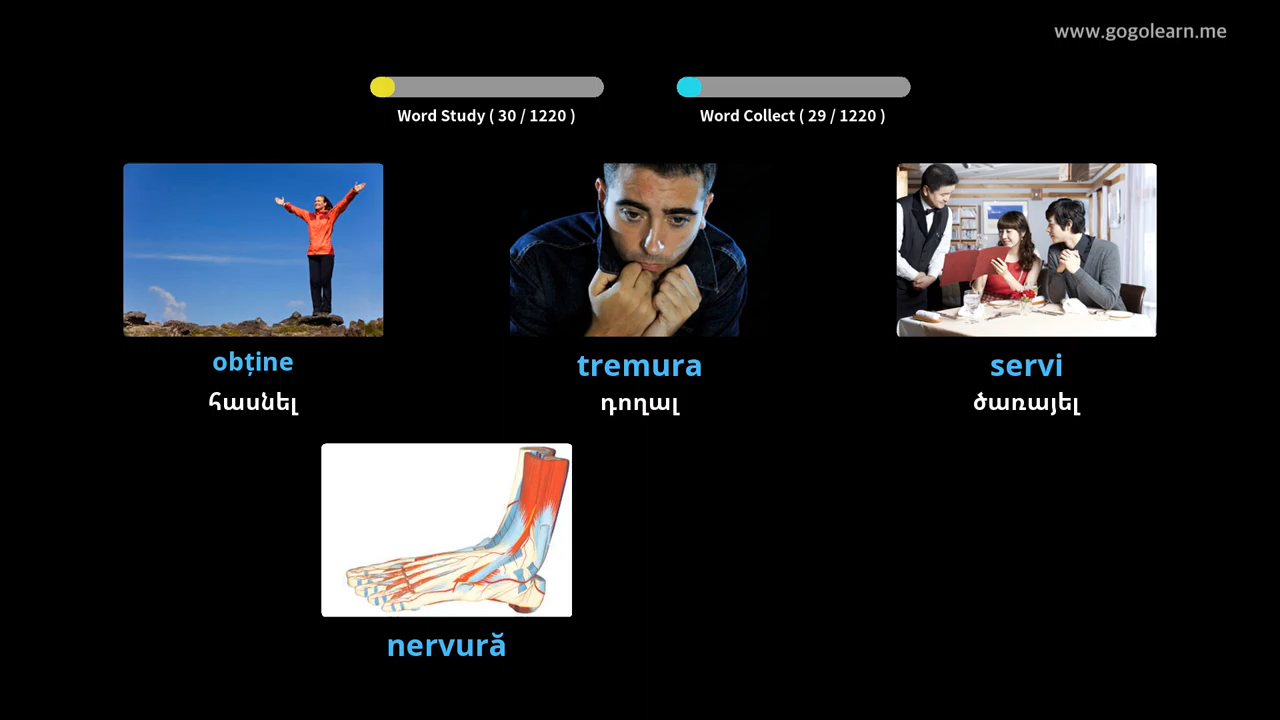 www.gogolearn.me
Word Study ( 30 / 1220 )
Word Collect ( 29 / 1220 )
obține
tremura
servi
հասնել
դողալ
ծառայել
nervură